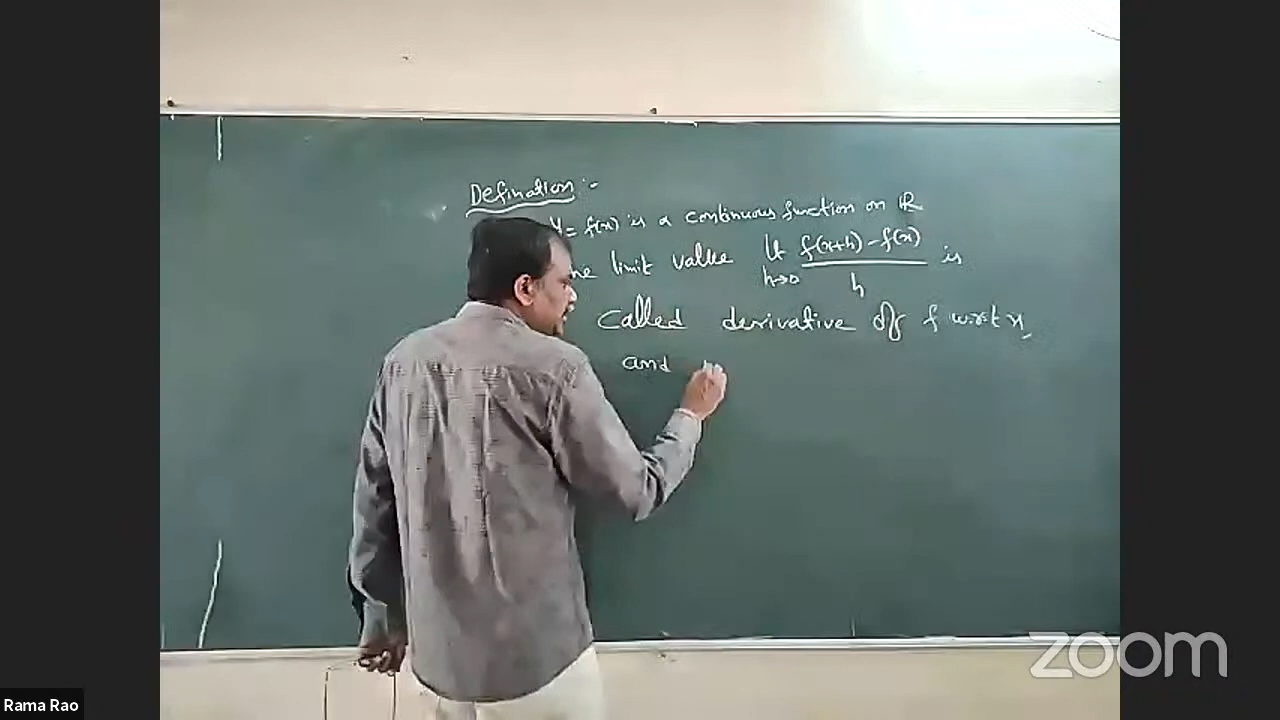 Defination :-
Y = f(x) is a continuous function on ℝ
limit value Lt h→0 f(x+h) - f(x) / h is
called derivative of f w.r.t x
and
zoom
Rama Rao